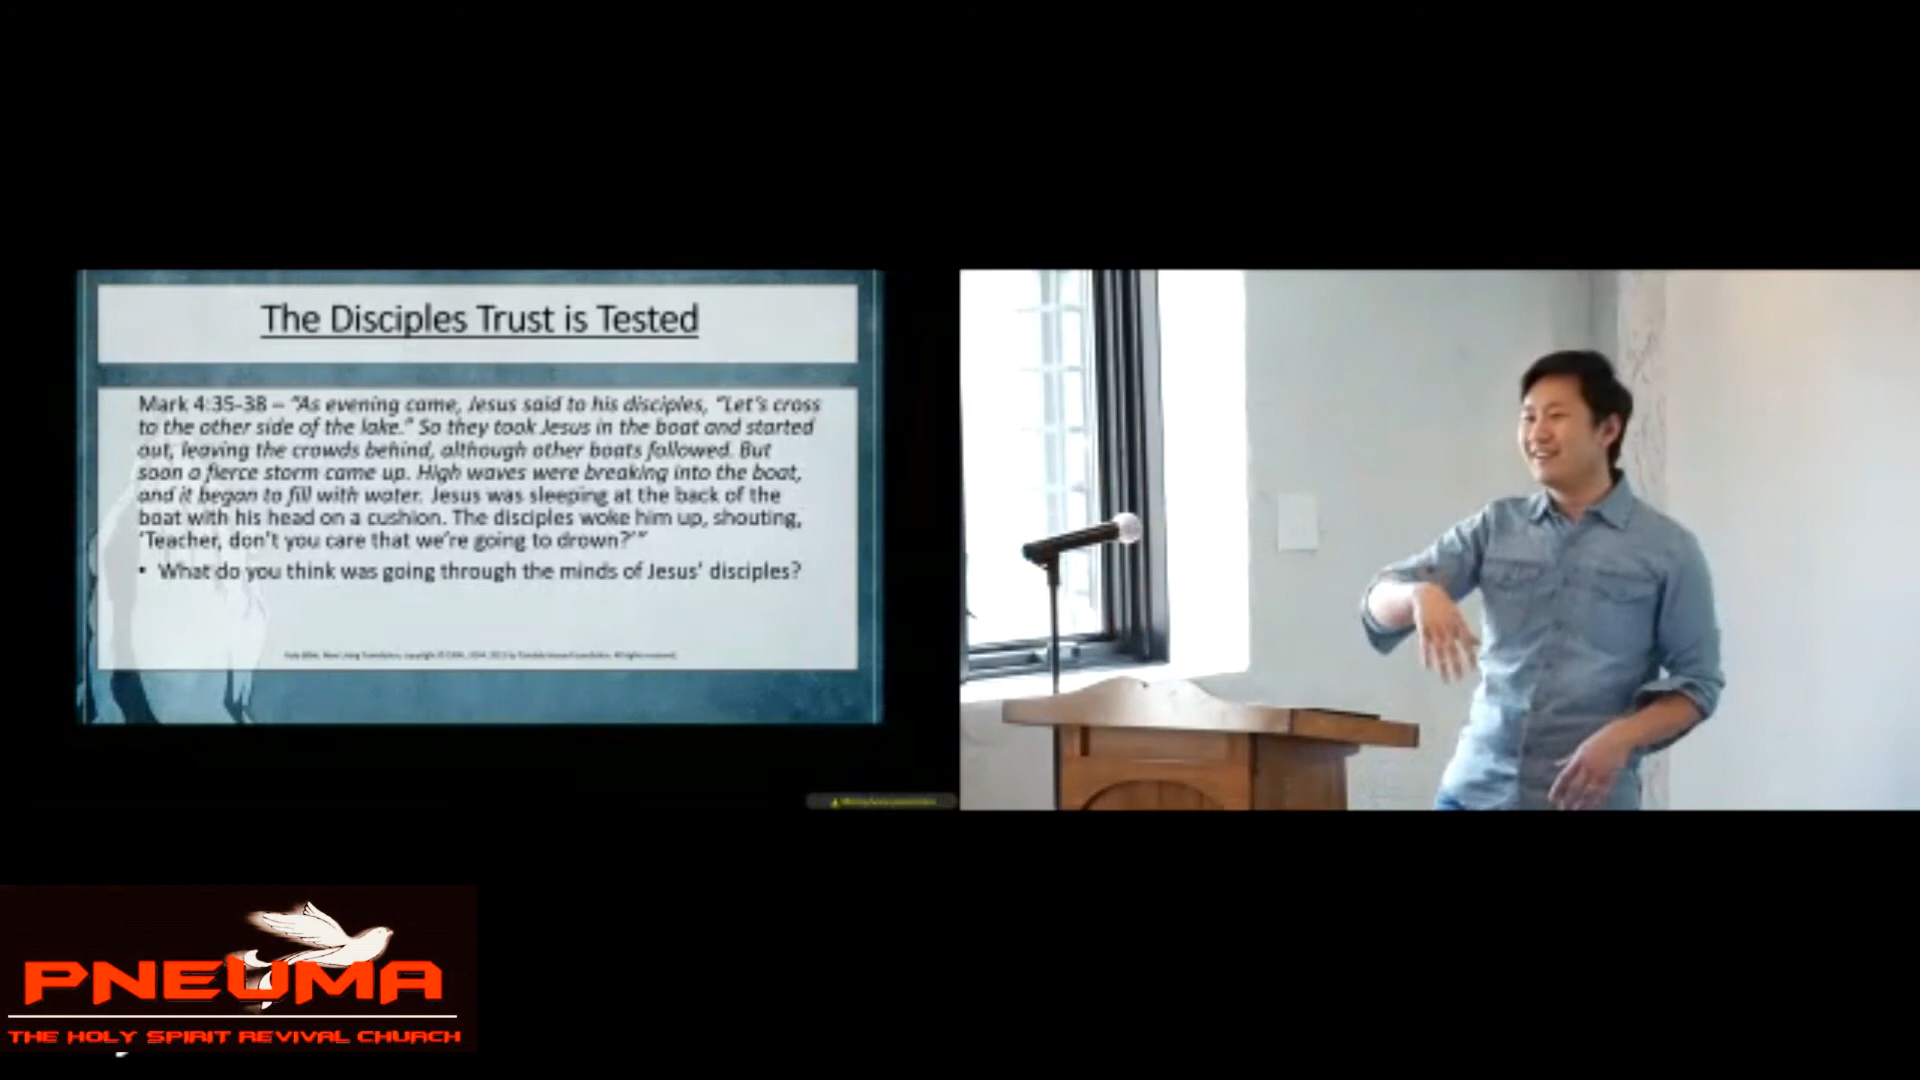 The Disciples Trust is Tested
Mark 4:35-38 – “As evening came, Jesus said to his disciples, “Let’s cross
to the other side of the lake.” So they took Jesus in the boat and started
out, leaving the crowds behind, although other boats followed. But
soon a fierce storm came up. High waves were breaking into the boat,
and it began to fill with water. Jesus was sleeping at the back of the
boat with his head on a cushion. The disciples woke him up, shouting,
‘Teacher, don’t you care that we’re going to drown?’”
• What do you think was going through the minds of Jesus’ disciples?
PNEUMA
THE HOLY SPIRIT REVIVAL CHURCH